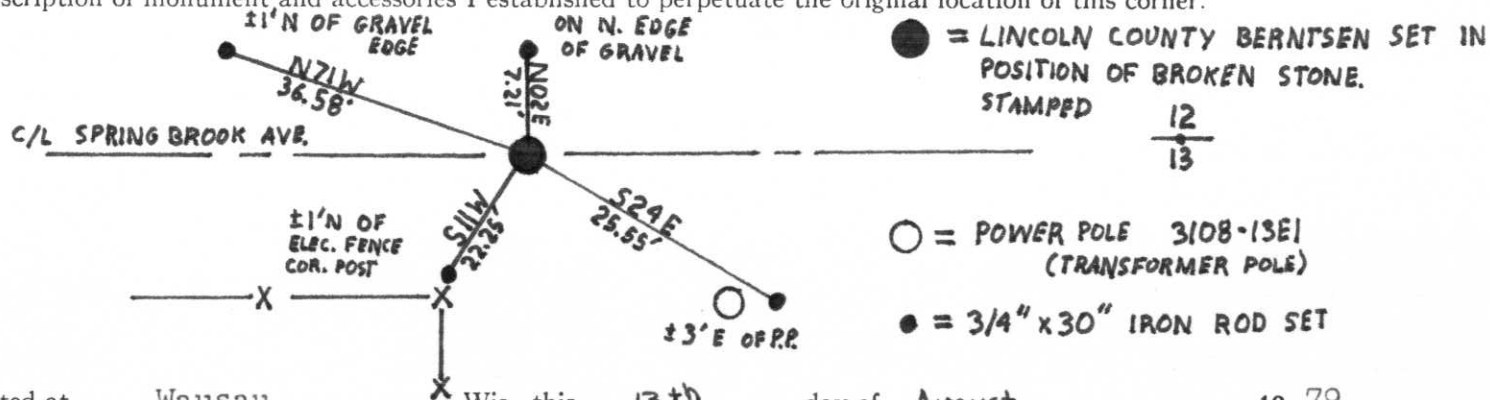 scription of monument and accessories I established to perpetuate the original location of this corner.
±1'N OF GRAVEL
EDGE
ON N. EDGE
OF GRAVEL
N71W
36.58'
N02E
7.21'
C/L SPRING BROOK AVE.
S11W
22.25'
S24E
25.55'
±1'N OF
ELEC. FENCE
COR. POST
X
X
X
±3'E OF P.P.
= LINCOLN COUNTY BERNTSEN SET IN
POSITION OF BROKEN STONE.
STAMPED
12
13
= POWER POLE 3108-13E1
(TRANSFORMER POLE)
= 3/4" x 30" IRON ROD SET
ted at Wausau Wis. this 13th day of August 19 79